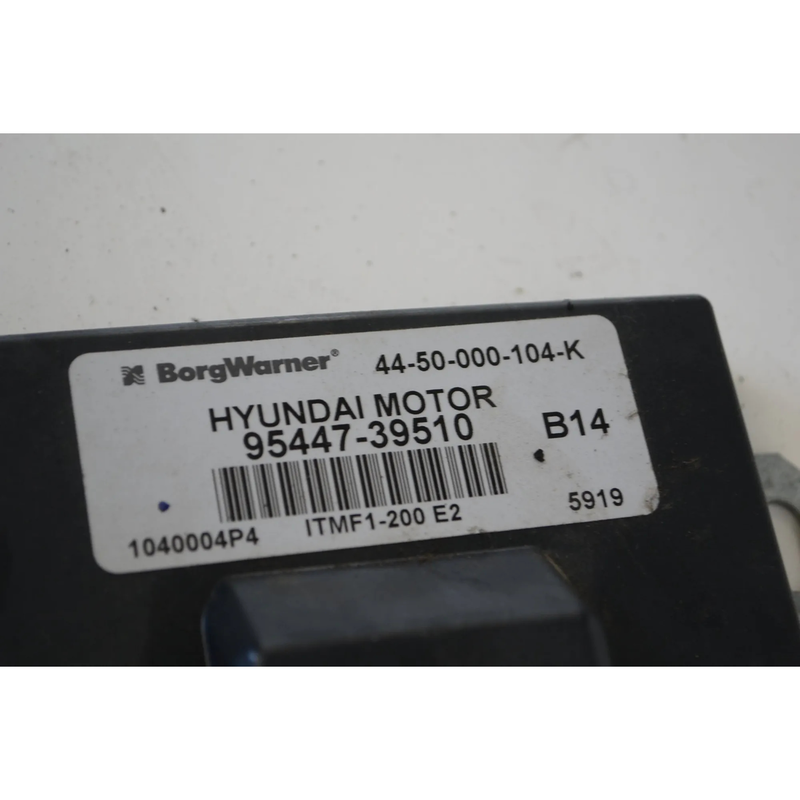 BorgWarner® 44-50-000-104-K
HYUNDAI MOTOR
95447-39510 B14
1040004P4 ITMF1-200 E2 5919